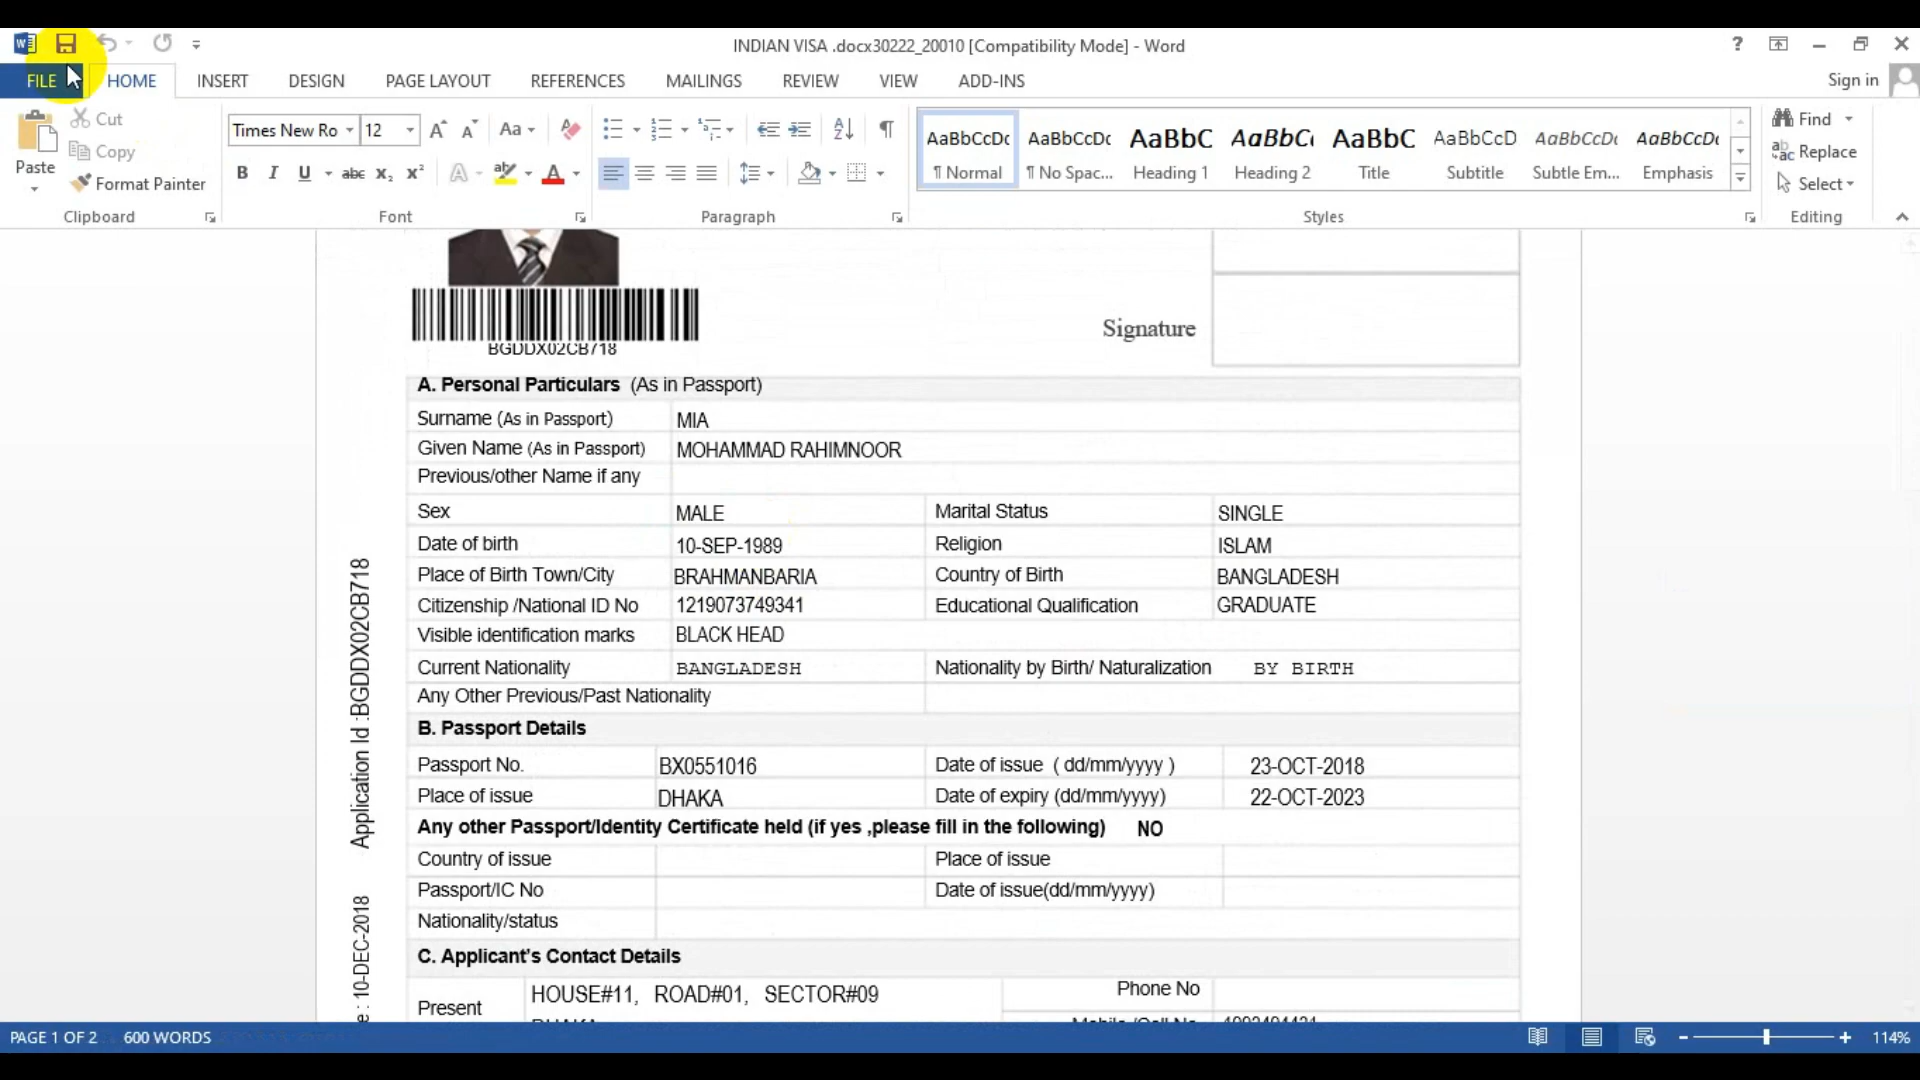 INDIAN VISA .docx30222_20010 [Compatibility Mode] - Word
FILE HOME INSERT DESIGN PAGE LAYOUT REFERENCES MAILINGS REVIEW VIEW ADD-INS Sign in
Paste Cut Copy Format Painter
Clipboard
Times New Ro 12
Font
Paragraph
AaBbCcDc AaBbCcDc AaBbC AaBbC AaBbC AaBbCcD AaBbCcDc AaBbCcDc
¶ Normal ¶ No Spac... Heading 1 Heading 2 Title Subtitle Subtle Em... Emphasis
Styles
Find
Replace
Select
Editing
BGDDX02CB718
Signature
A. Personal Particulars (As in Passport)
Surname (As in Passport) MIA
Given Name (As in Passport) MOHAMMAD RAHIMNOOR
Previous/other Name if any
Sex MALE Marital Status SINGLE
Date of birth 10-SEP-1989 Religion ISLAM
Place of Birth Town/City BRAHMANBARIA Country of Birth BANGLADESH
Citizenship /National ID No 1219073749341 Educational Qualification GRADUATE
Visible identification marks BLACK HEAD
Current Nationality BANGLADESH Nationality by Birth/ Naturalization BY BIRTH
Any Other Previous/Past Nationality
B. Passport Details
Passport No. BX0551016 Date of issue ( dd/mm/yyyy ) 23-OCT-2018
Place of issue DHAKA Date of expiry (dd/mm/yyyy) 22-OCT-2023
Any other Passport/Identity Certificate held (if yes ,please fill in the following) NO
Country of issue Place of issue
Passport/IC No Date of issue(dd/mm/yyyy)
Nationality/status
C. Applicant's Contact Details
Present HOUSE#11, ROAD#01, SECTOR#09 Phone No
Application Id :BGDDX02CB718
: 10-DEC-2018
PAGE 1 OF 2 600 WORDS 114%